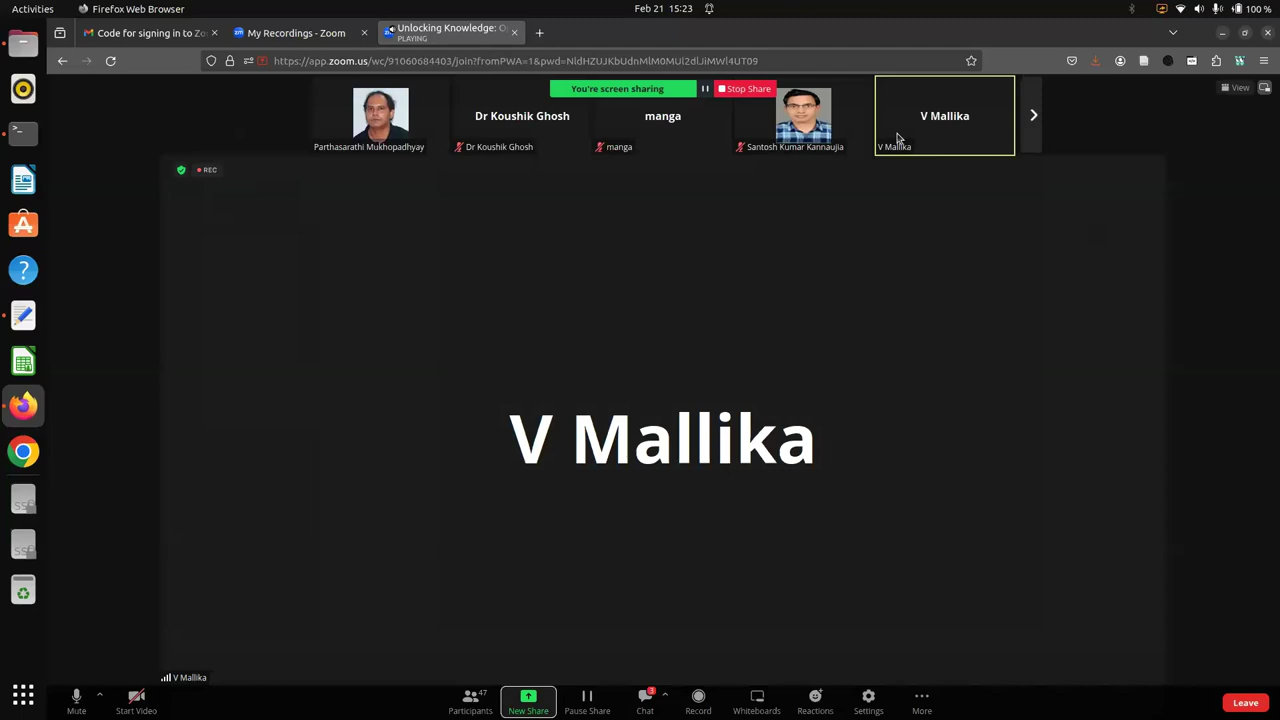 Activities
Firefox Web Browser
Feb 21 15:23
100 %
Code for signing in to Zo
My Recordings - Zoom
Unlocking Knowledge: O
PLAYING
https://app.zoom.us/wc/91060684403/join?fromPWA=1&pwd=NldHZUJKbUdnMlM0MUl2dlJiMWl4UT09
You're screen sharing
Stop Share
View
Dr Koushik Ghosh
manga
V Mallika
Parthasarathi Mukhopadhyay
Dr Koushik Ghosh
manga
Santosh Kumar Kannaujia
V Mallika
REC
V Mallika
V Mallika
47
3
Mute
Start Video
Participants
New Share
Pause Share
Chat
Record
Whiteboards
Reactions
Settings
More
Leave